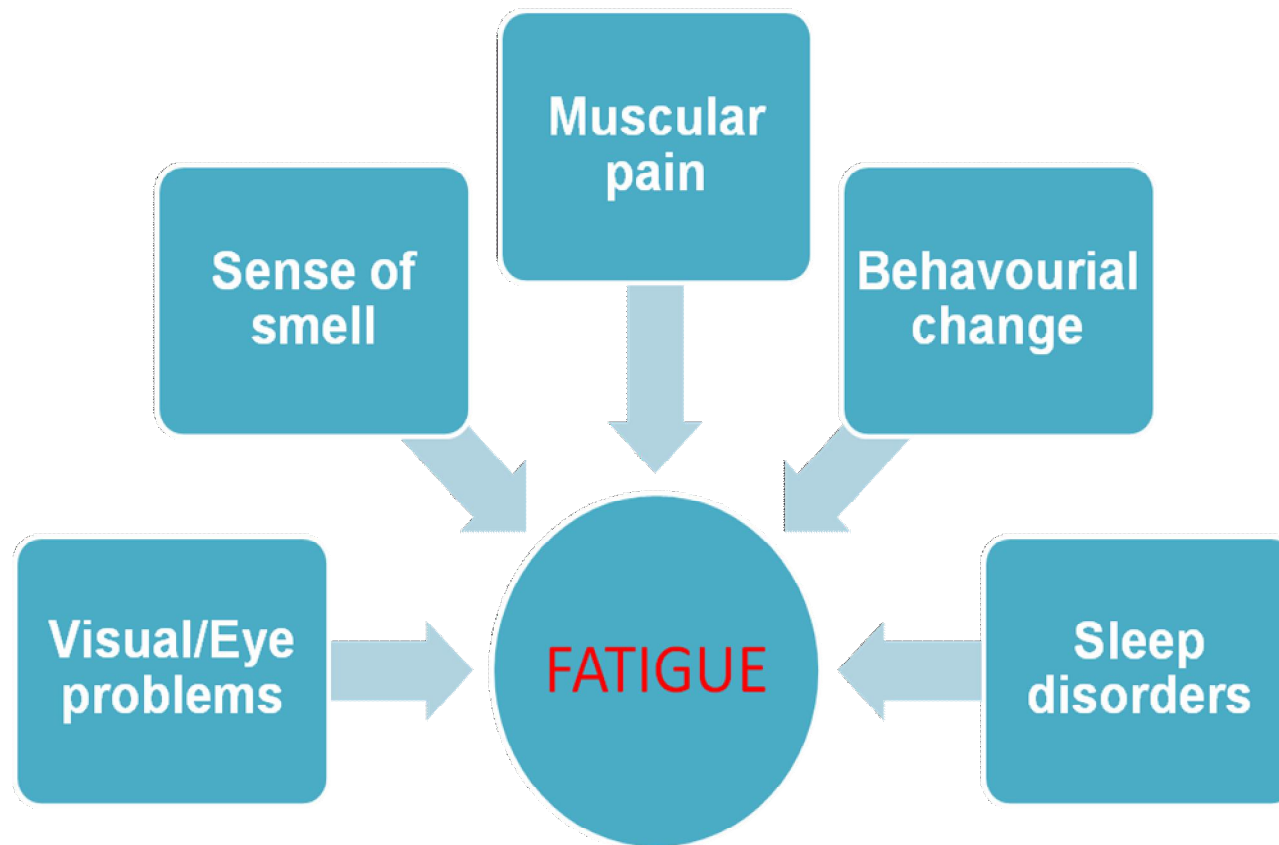 Muscular
pain
Sense of
smell
Behavourial
change
Visual/Eye
problems
FATIGUE
Sleep
disorders